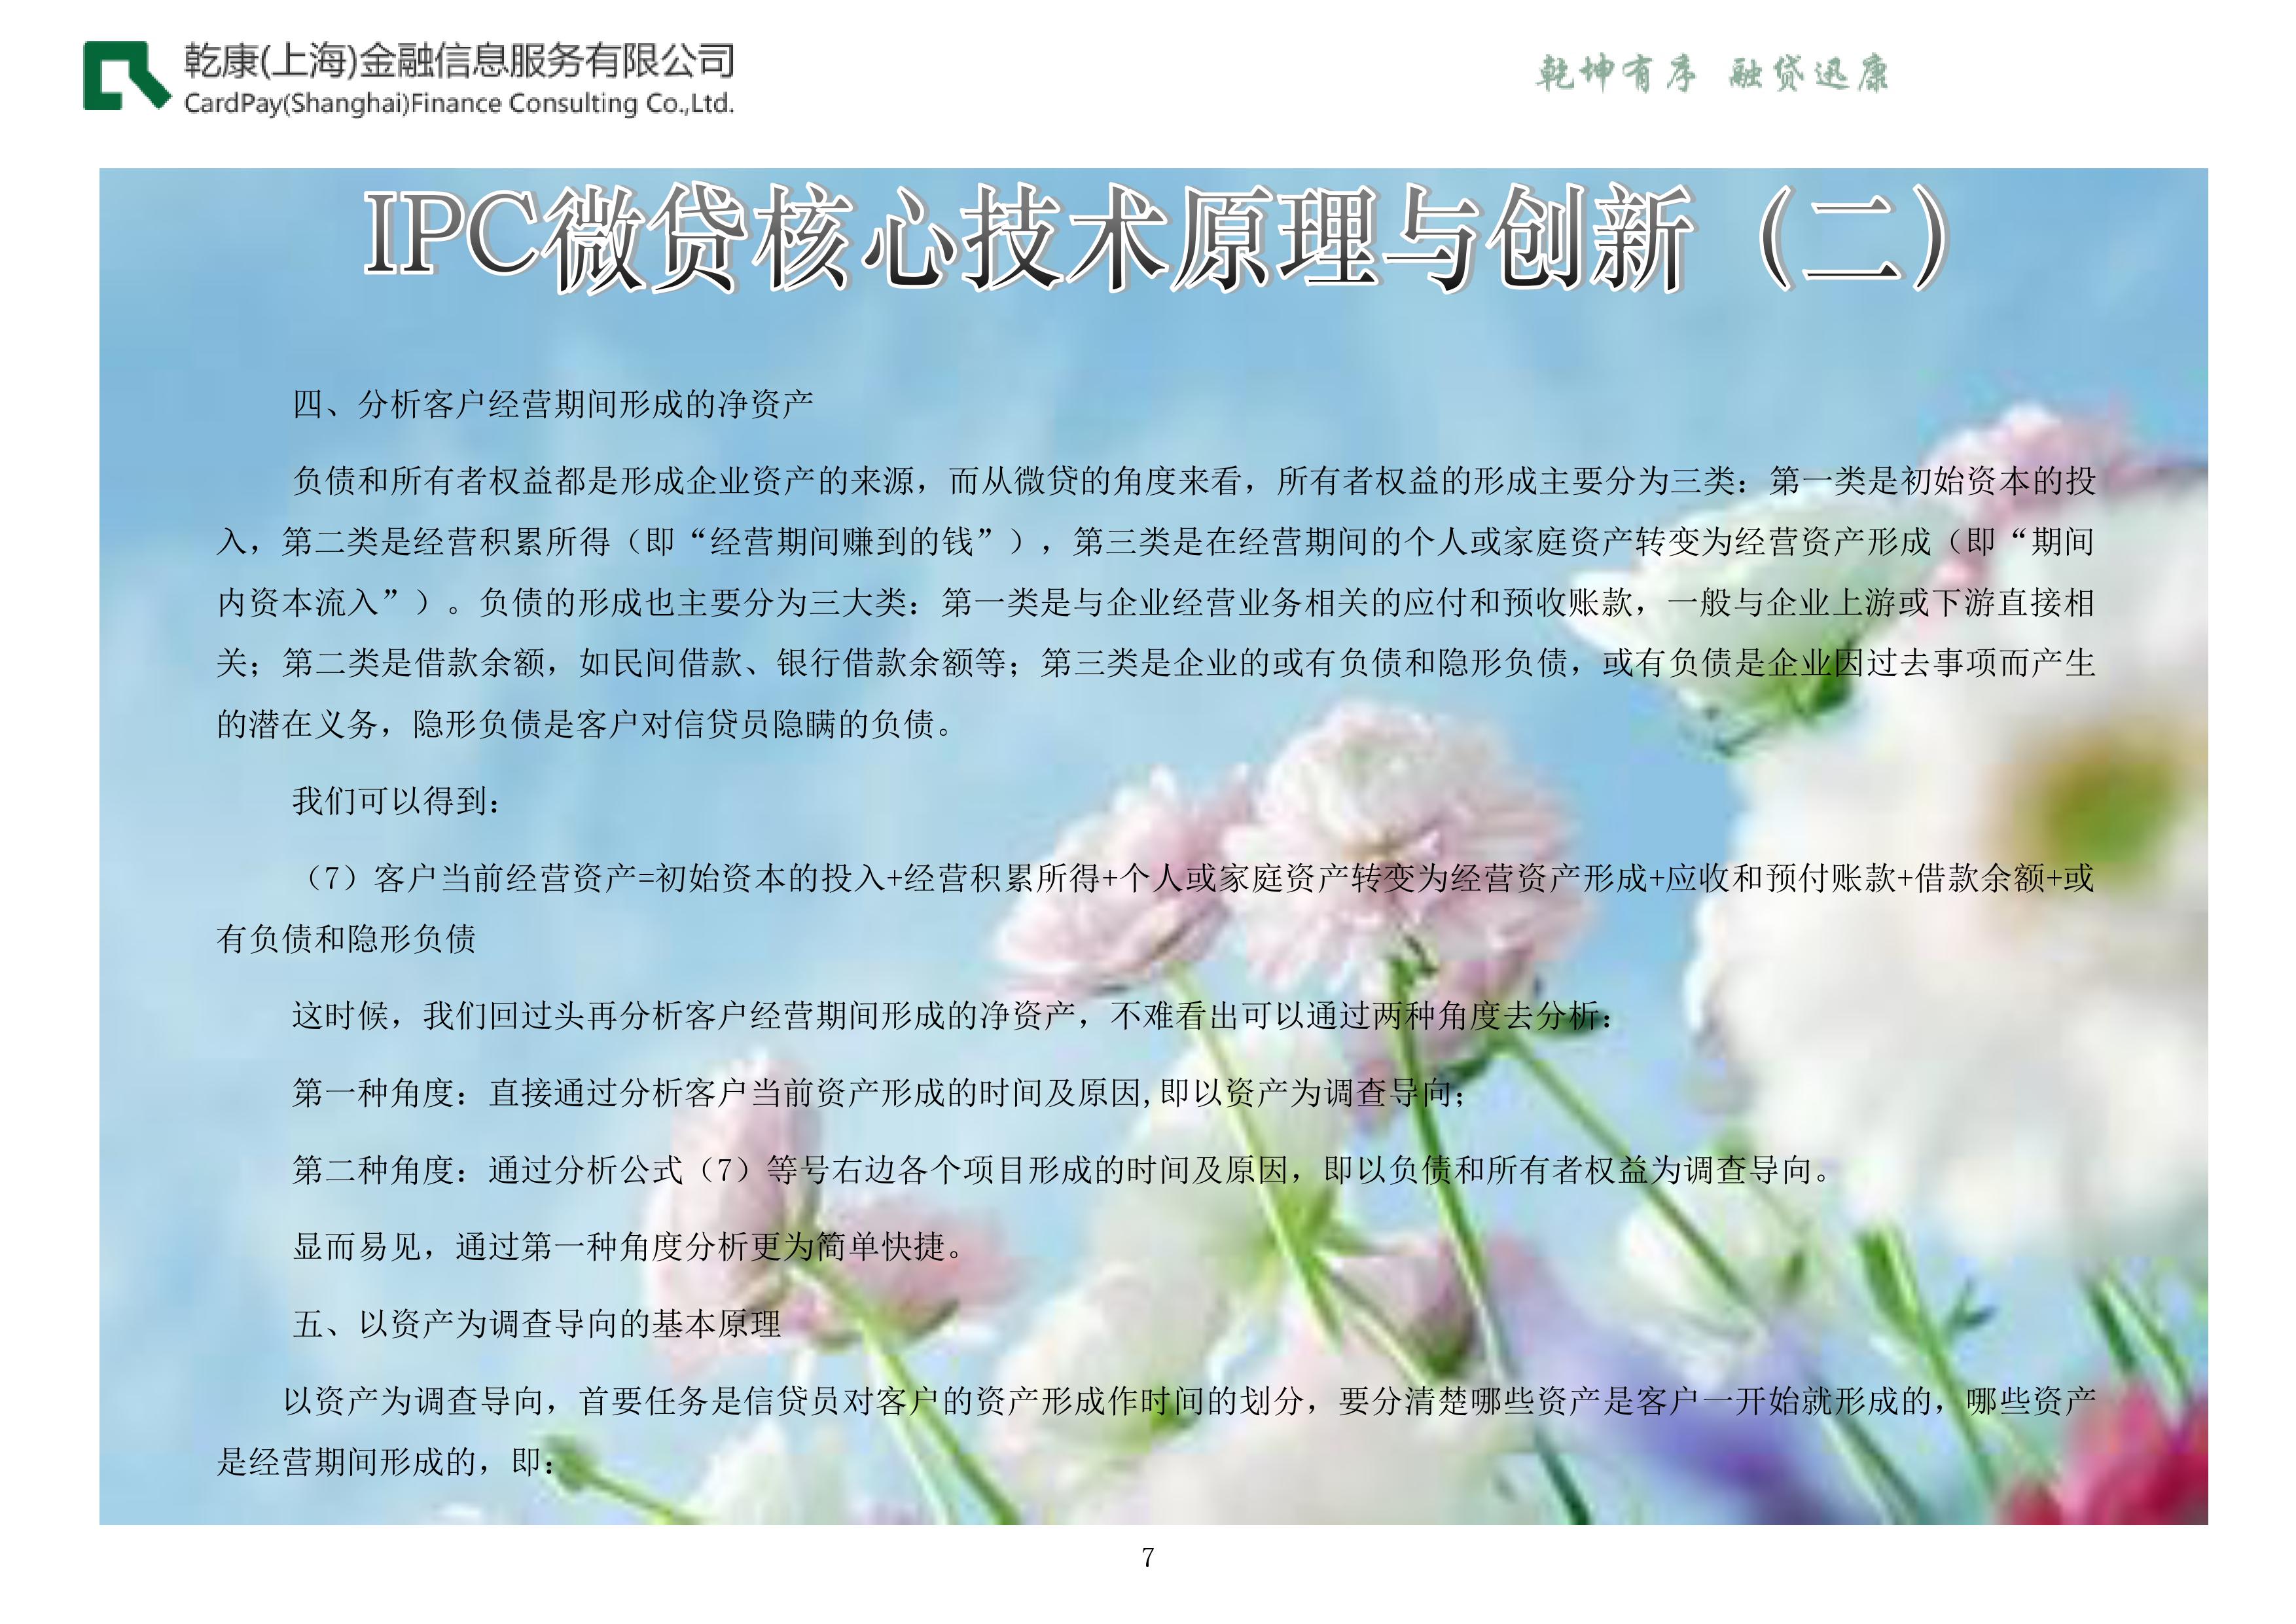 乾康(上海)金融信息服务有限公司
CardPay(Shanghai)Finance Consulting Co.,Ltd.
乾坤有序 融贷迅康
IPC微贷核心技术原理与创新（二）
四、分析客户经营期间形成的净资产
负债和所有者权益都是形成企业资产的来源，而从微贷的角度来看，所有者权益的形成主要分为三类：第一类是初始资本的投
入，第二类是经营积累所得（即“经营期间赚到的钱”），第三类是在经营期间的个人或家庭资产转变为经营资产形成（即“期间
内资本流入”）。负债的形成也主要分为三大类：第一类是与企业经营业务相关的应付和预收账款，一般与企业上游或下游直接相
关；第二类是借款余额，如民间借款、银行借款余额等；第三类是企业的或有负债和隐形负债，或有负债是企业因过去事项而产生
的潜在义务，隐形负债是客户对信贷员隐瞒的负债。
我们可以得到：
（7）客户当前经营资产=初始资本的投入+经营积累所得+个人或家庭资产转变为经营资产形成+应收和预付账款+借款余额+或
有负债和隐形负债
这时候，我们回过头再分析客户经营期间形成的净资产，不难看出可以通过两种角度去分析：
第一种角度：直接通过分析客户当前资产形成的时间及原因,即以资产为调查导向；
第二种角度：通过分析公式（7）等号右边各个项目形成的时间及原因，即以负债和所有者权益为调查导向。
显而易见，通过第一种角度分析更为简单快捷。
五、以资产为调查导向的基本原理
以资产为调查导向，首要任务是信贷员对客户的资产形成作时间的划分，要分清楚哪些资产是客户一开始就形成的，哪些资产
是经营期间形成的，即：
7